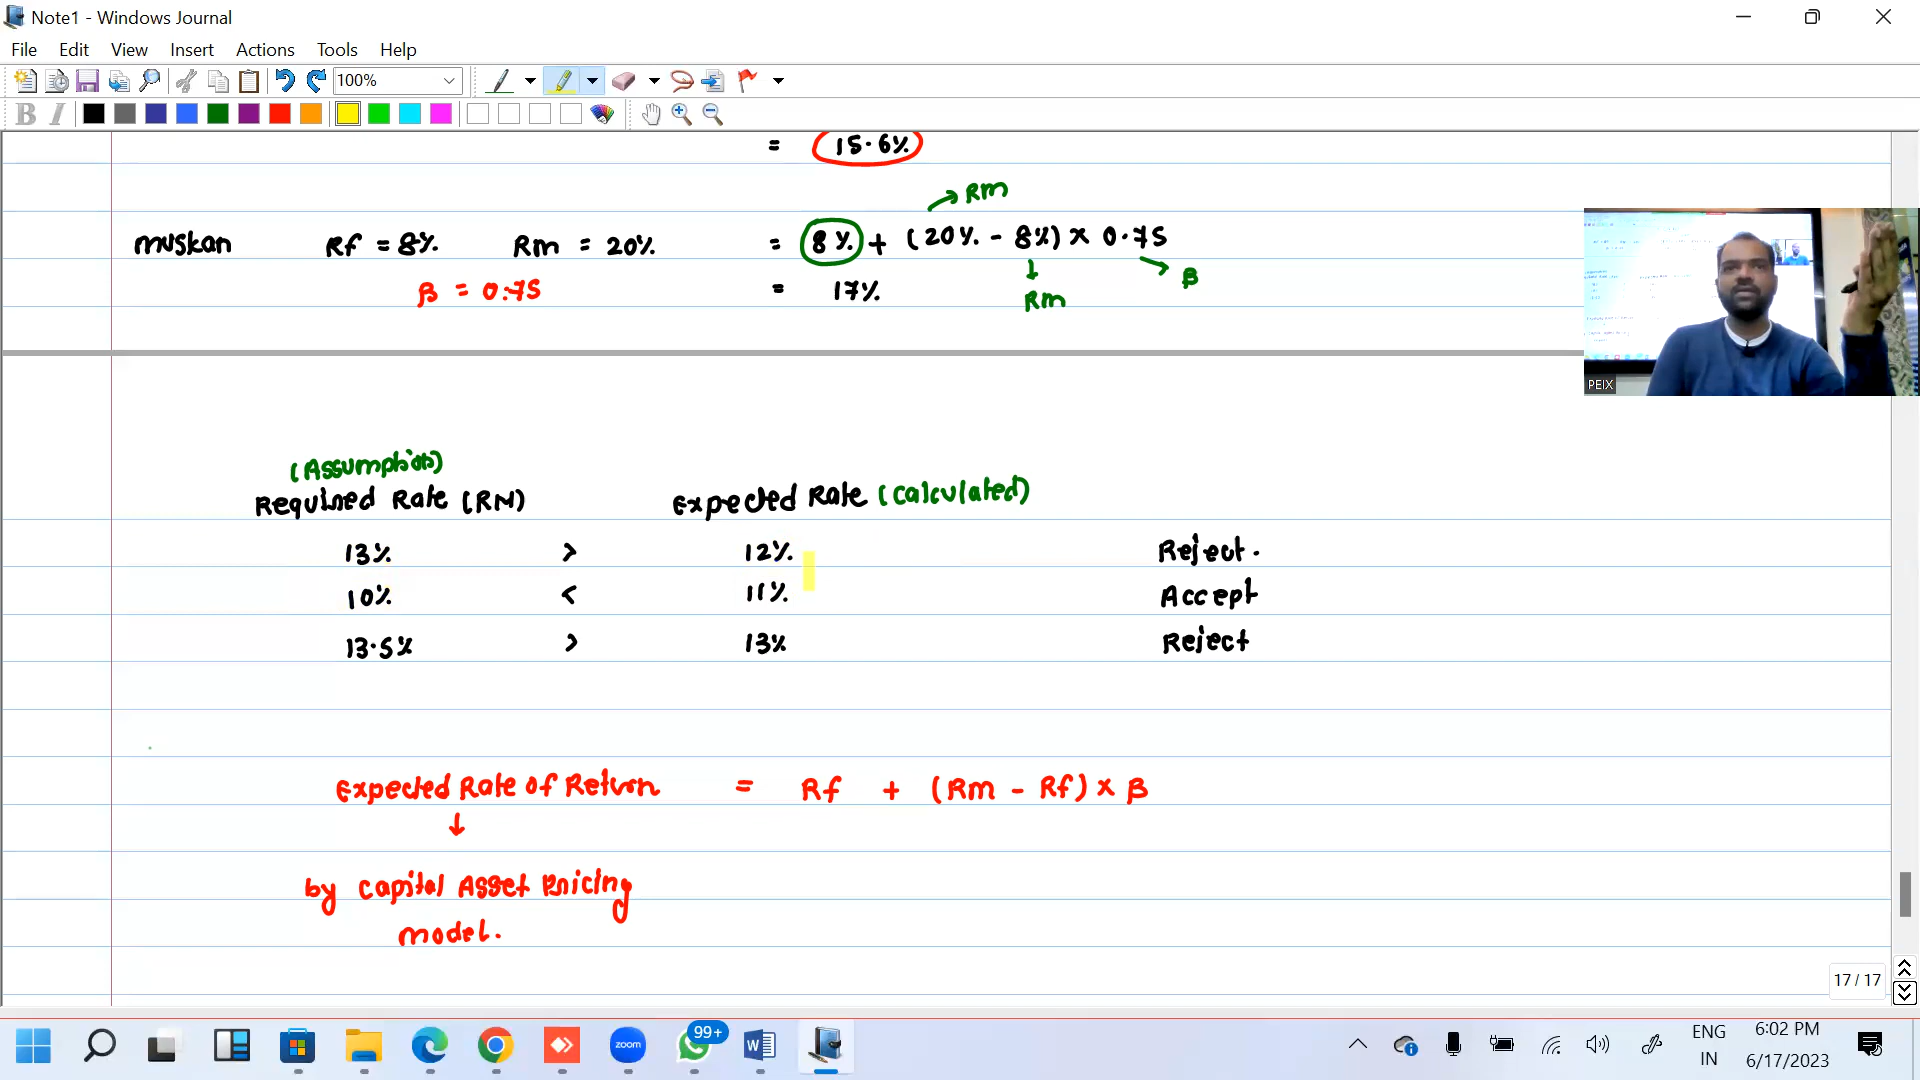 Note1 - Windows Journal
File Edit View Insert Actions Tools Help
100%
B I
= 15.6%
Rm
muskan Rf = 8% Rm = 20% = 8% + (20% - 8%) × 0.75
β = 0.75 = 17% Rm β
PEIX
(Assumption)
Required Rate (RM) Expected Rate (Calculated)
13% > 12% Reject.
10% < 11% Accept
13.5% > 13% Reject
Expected Rate of Return = Rf + (Rm - Rf) × β
by Capital Asset Pricing
model.
17 / 17
99+
zoom
ENG
IN
6:02 PM
6/17/2023